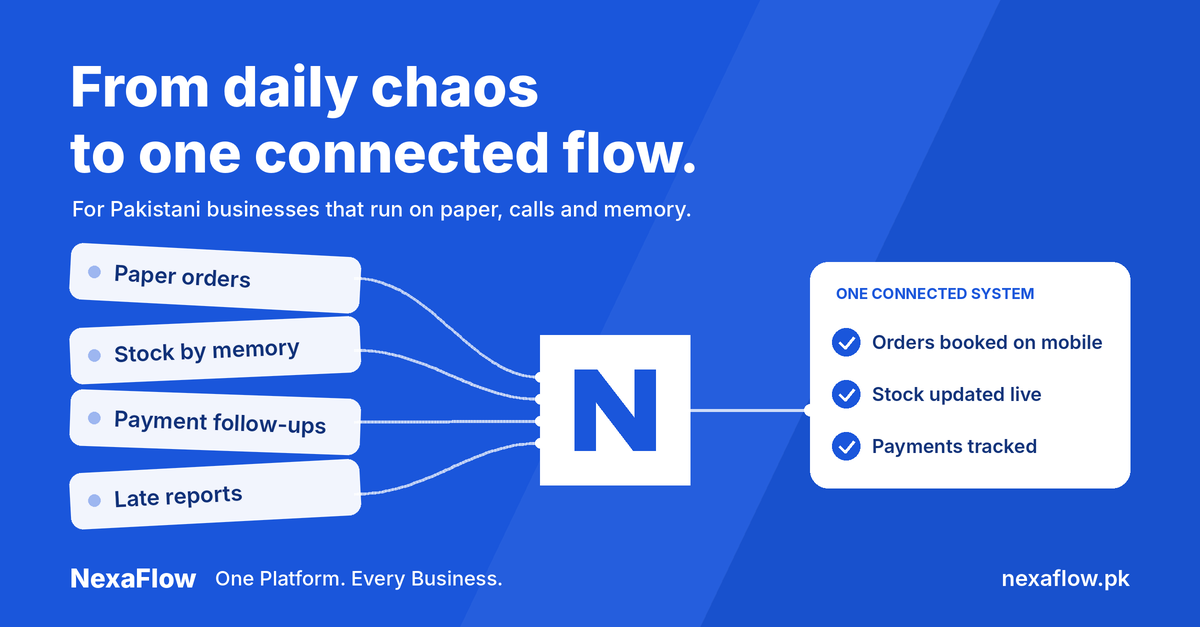 From daily chaos
to one connected flow.
For Pakistani businesses that run on paper, calls and memory.
Paper orders
Stock by memory
Payment follow-ups
Late reports
N
ONE CONNECTED SYSTEM
Orders booked on mobile
Stock updated live
Payments tracked
NexaFlow One Platform. Every Business.
nexaflow.pk